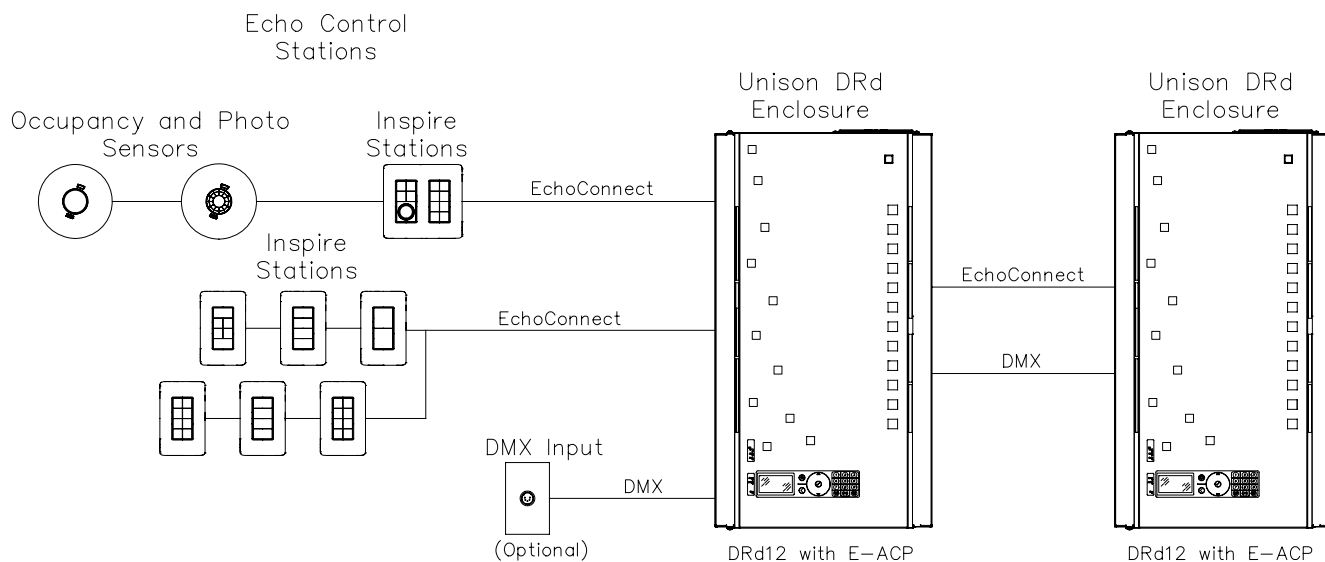 Echo Control
Stations
Unison DRd
Enclosure
Unison DRd
Enclosure
Occupancy and Photo
Sensors
Inspire
Stations
EchoConnect
Inspire
Stations
EchoConnect
EchoConnect
DMX
DMX Input
DMX
(Optional)
DRd12 with E-ACP
DRd12 with E-ACP